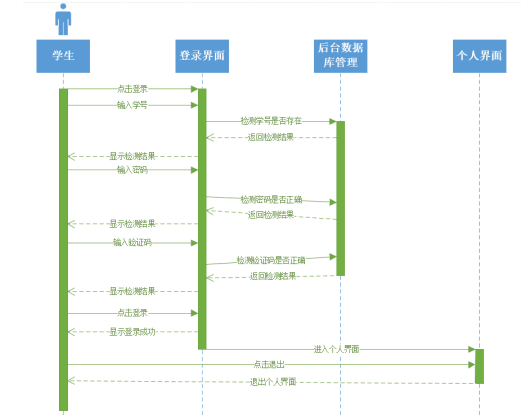 学生
登录界面
后台数据
库管理
个人界面
点击登录
输入学号
检测学号是否存在
返回检测结果
显示检测结果
输入密码
检测密码是否正确
返回检测结果
显示检测结果
输入验证码
检测验证码是否正确
返回检测结果
显示检测结果
点击登录
显示登录成功
进入个人界面
点击退出
退出个人界面